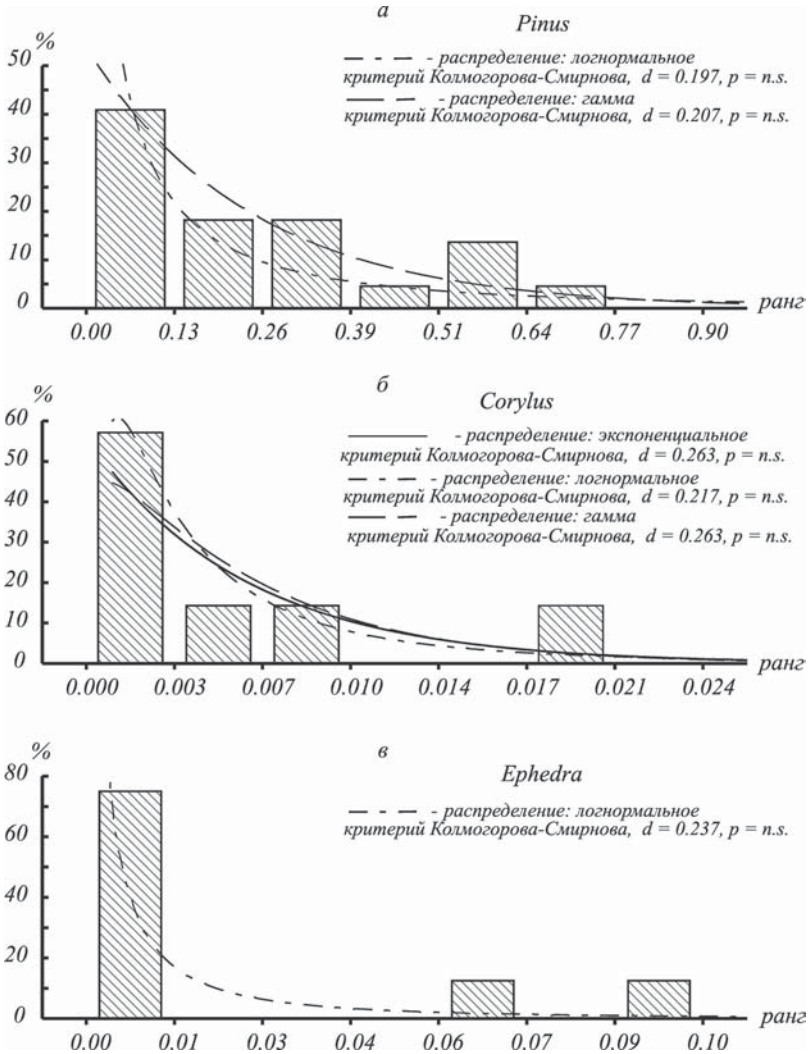 а
Pinus
%
- распределение: логнормальное
критерий Колмогорова-Смирнова, d = 0.197, p = n.s.
- распределение: гамма
критерий Колмогорова-Смирнова, d = 0.207, p = n.s.
50
40
30
20
10
0
ранг
0.00 0.13 0.26 0.39 0.51 0.64 0.77 0.90
б
Corylus
%
- распределение: экспоненциальное
критерий Колмогорова-Смирнова, d = 0.263, p = n.s.
- распределение: логнормальное
критерий Колмогорова-Смирнова, d = 0.217, p = n.s.
- распределение: гамма
критерий Колмогорова-Смирнова, d = 0.263, p = n.s.
60
50
40
30
20
10
0
ранг
0.000 0.003 0.007 0.010 0.014 0.017 0.021 0.024
в
Ephedra
%
- распределение: логнормальное
критерий Колмогорова-Смирнова, d = 0.237, p = n.s.
80
60
40
20
0
ранг
0.00 0.01 0.03 0.04 0.06 0.07 0.09 0.10